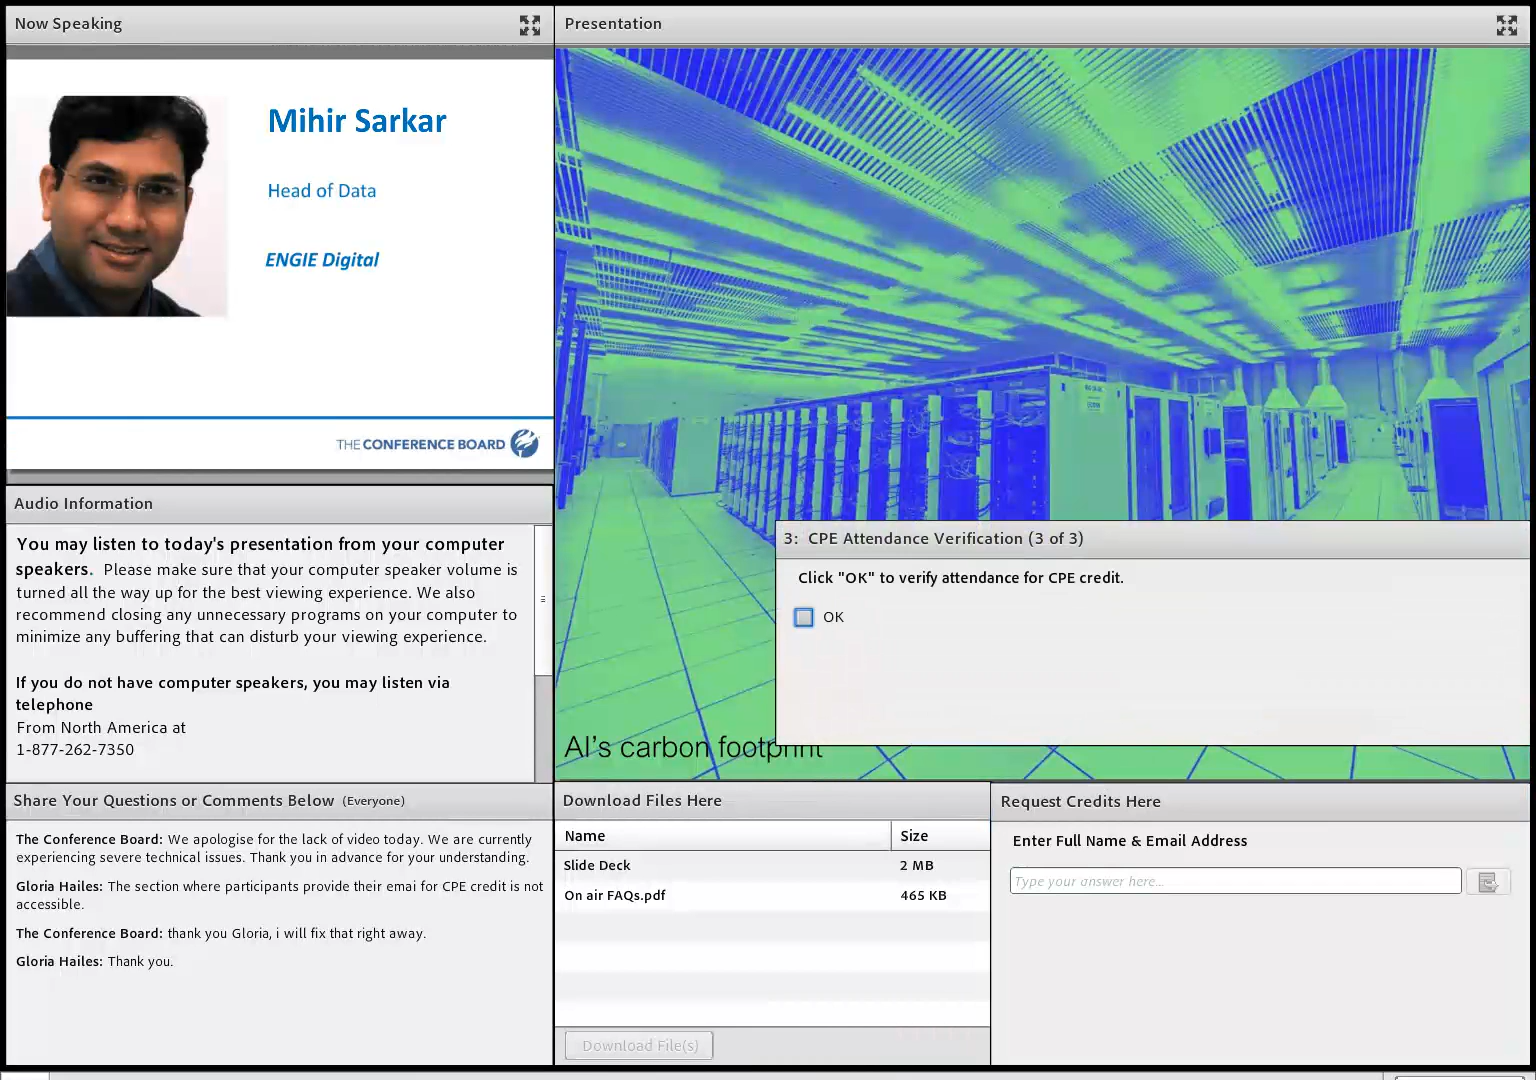 Now Speaking
Mihir Sarkar
Head of Data
ENGIE Digital
THE CONFERENCE BOARD
Audio Information
You may listen to today's presentation from your computer
speakers. Please make sure that your computer speaker volume is
turned all the way up for the best viewing experience. We also
recommend closing any unnecessary programs on your computer to
minimize any buffering that can disturb your viewing experience.
If you do not have computer speakers, you may listen via
telephone
From North America at
1-877-262-7350
Share Your Questions or Comments Below (Everyone)
The Conference Board: We apologise for the lack of video today. We are currently
experiencing severe technical issues. Thank you in advance for your understanding.
Gloria Hailes: The section where participants provide their emai for CPE credit is not
accessible.
The Conference Board: thank you Gloria, i will fix that right away.
Gloria Hailes: Thank you.
Presentation
3: CPE Attendance Verification (3 of 3)
Click "OK" to verify attendance for CPE credit.
OK
AI's carbon footprint
Download Files Here
Name Size
Slide Deck 2 MB
On air FAQs.pdf 465 KB
Download File(s)
Request Credits Here
Enter Full Name & Email Address
Type your answer here...